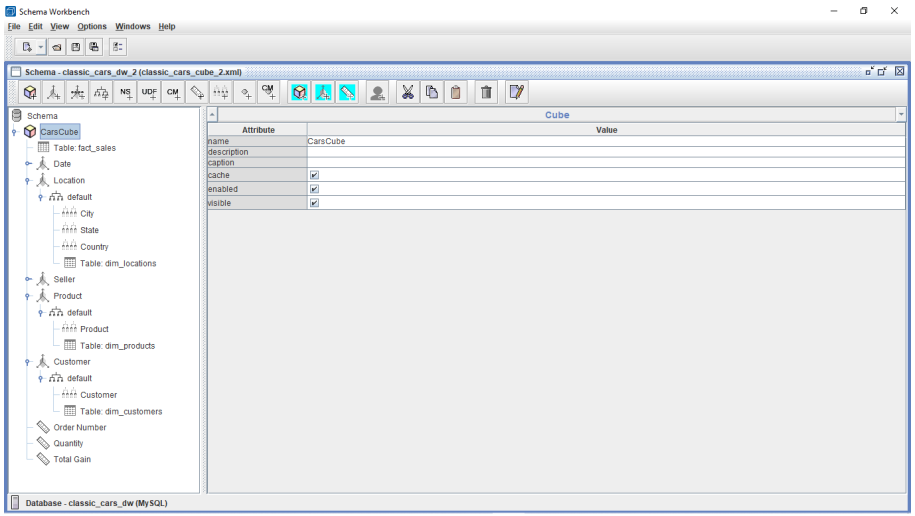 Schema Workbench
File Edit View Options Windows Help
Schema - classic_cars_dw_2 (classic_cars_cube_2.xml)
NS UDF CM CM
Schema
CarsCube
Table: fact_sales
Date
Location
default
City
State
Country
Table: dim_locations
Seller
Product
default
Product
Table: dim_products
Customer
default
Customer
Table: dim_customers
Order Number
Quantity
Total Gain
Cube
Attribute Value
name CarsCube
description
caption
cache
enabled
visible
Database - classic_cars_dw (MySQL)